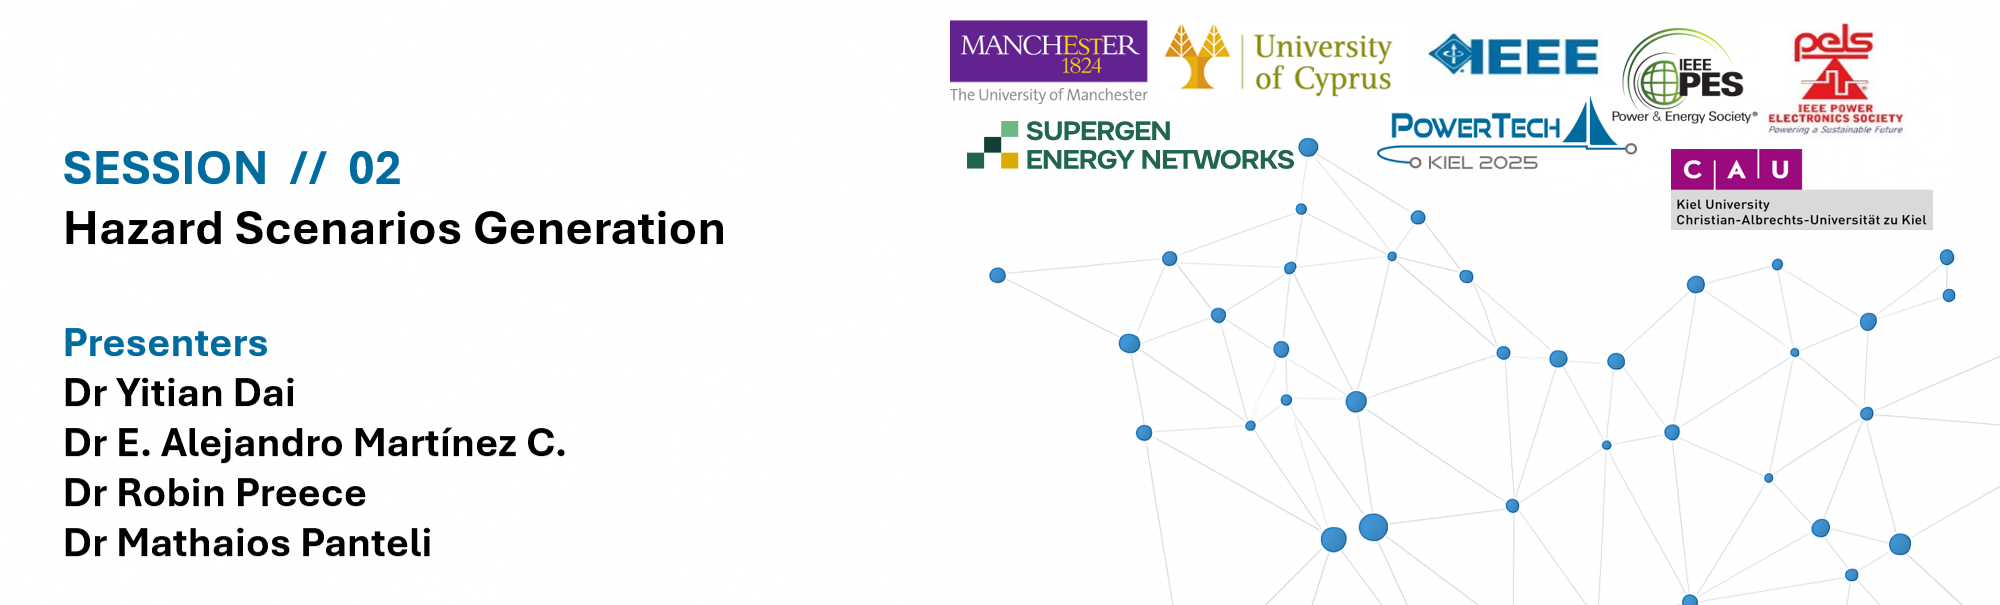 SESSION // 02
Hazard Scenarios Generation
Presenters
Dr Yitian Dai
Dr E. Alejandro Martínez C.
Dr Robin Preece
Dr Mathaios Panteli
MANCHESTER
1824
The University of Manchester
University
of Cyprus
IEEE
IEEE
PES
Power & Energy Society®
pels
IEEE POWER
ELECTRONICS SOCIETY
Powering a Sustainable Future
SUPERGEN
ENERGY NETWORKS
POWERTECH
KIEL 2025
C A U
Kiel University
Christian-Albrechts-Universität zu Kiel